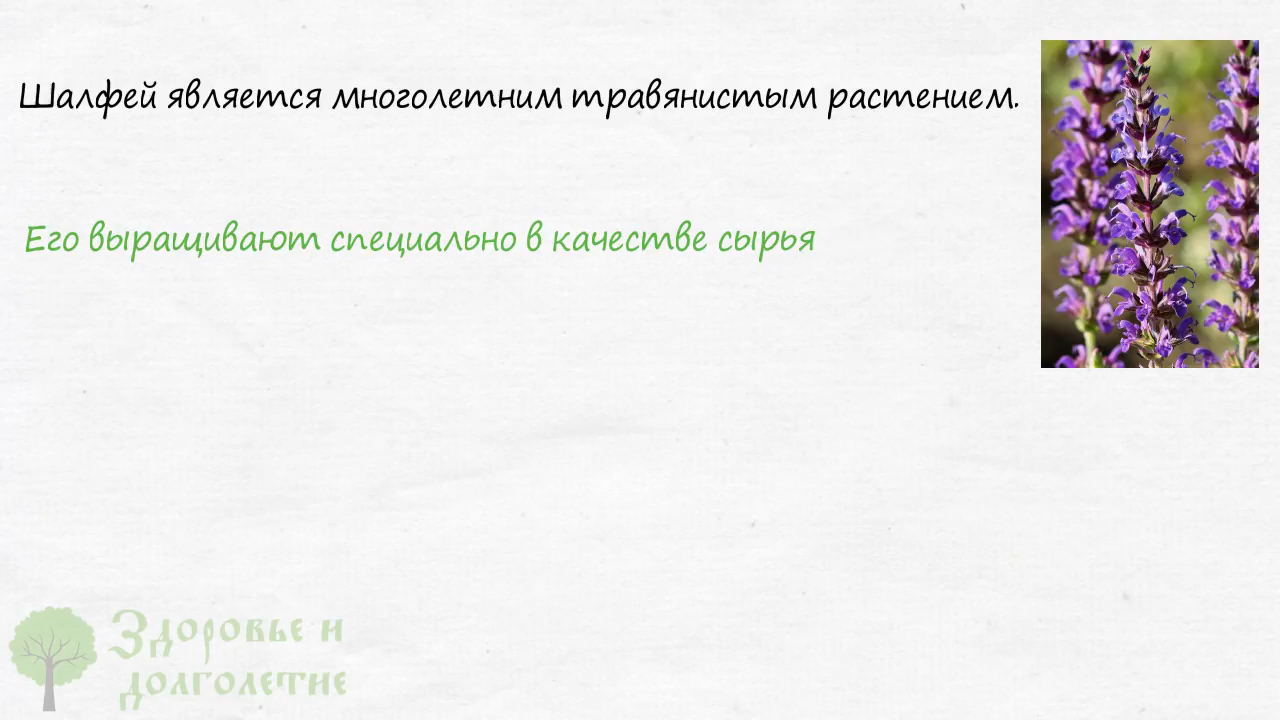 Шалфей является многолетним травянистым растением.
Его выращивают специально в качестве сырья
Здоровье и
долголетие